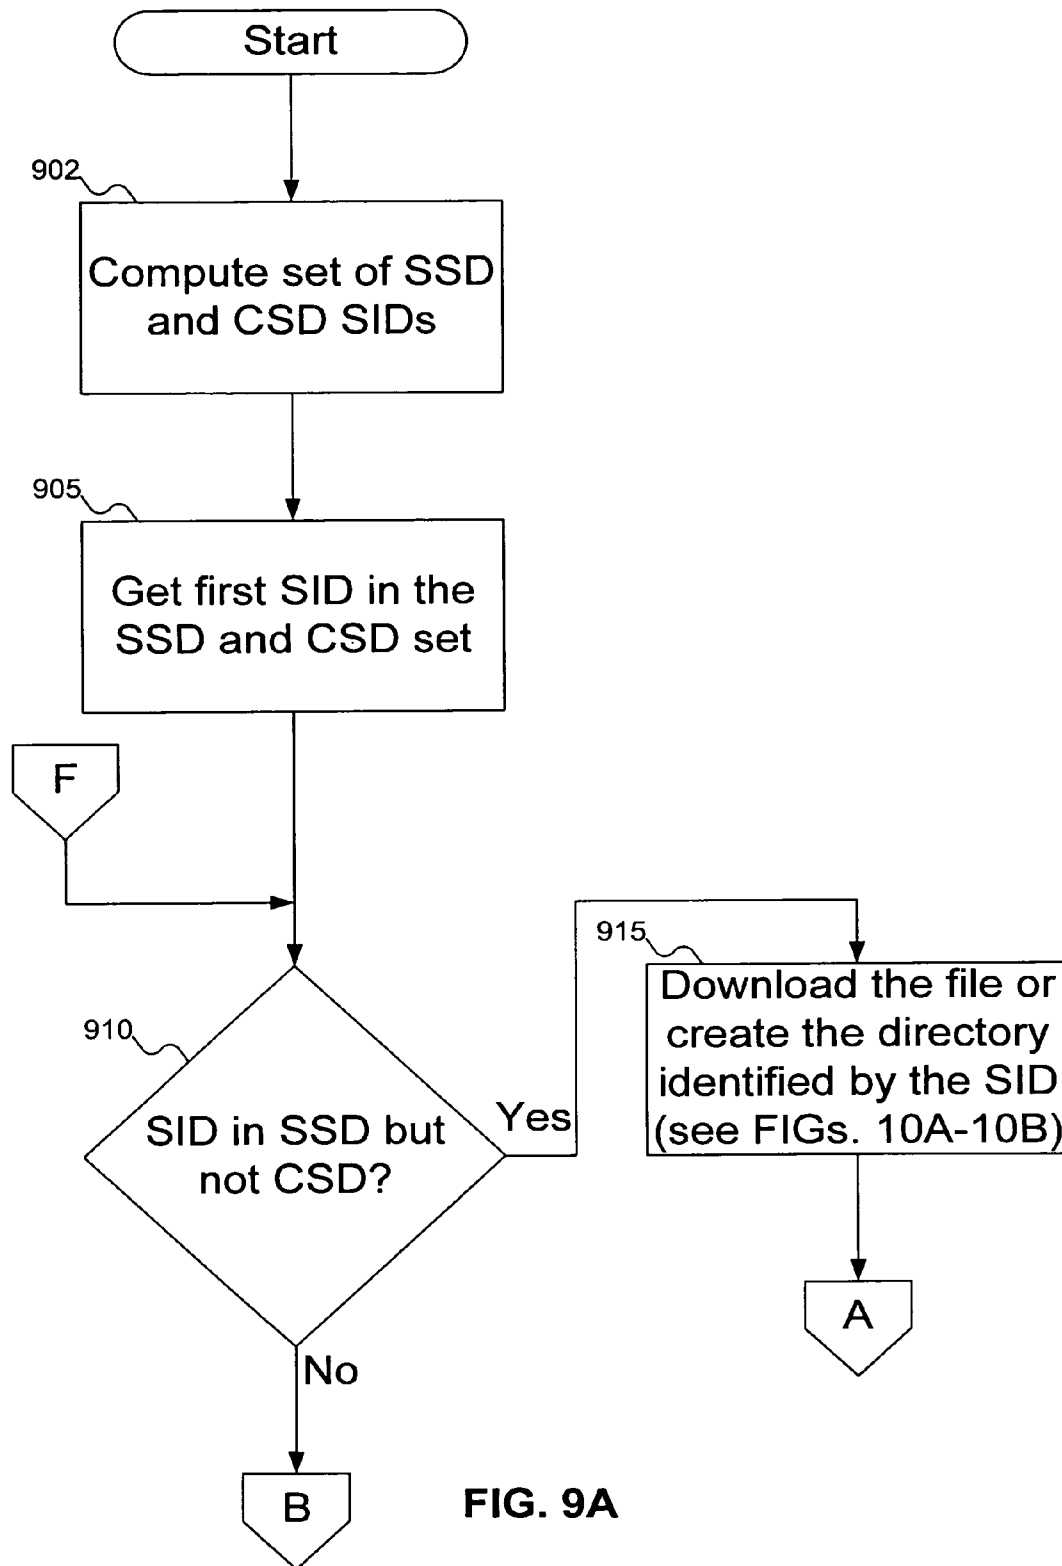 Start
902
Compute set of SSD
and CSD SIDs
905
Get first SID in the
SSD and CSD set
F
910
SID in SSD but
not CSD?
Yes
915
Download the file or
create the directory
identified by the SID
(see FIGs. 10A-10B)
A
No
B
FIG. 9A